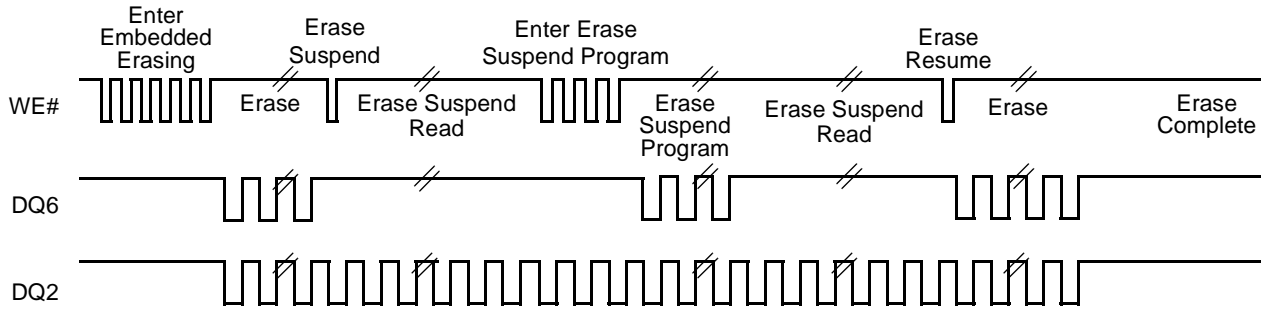 Enter
Embedded
Erasing
Erase
Suspend
Enter Erase
Suspend Program
Erase
Resume
WE#
Erase
Erase Suspend
Read
Erase
Suspend
Program
Erase Suspend
Read
Erase
Erase
Complete
DQ6
DQ2